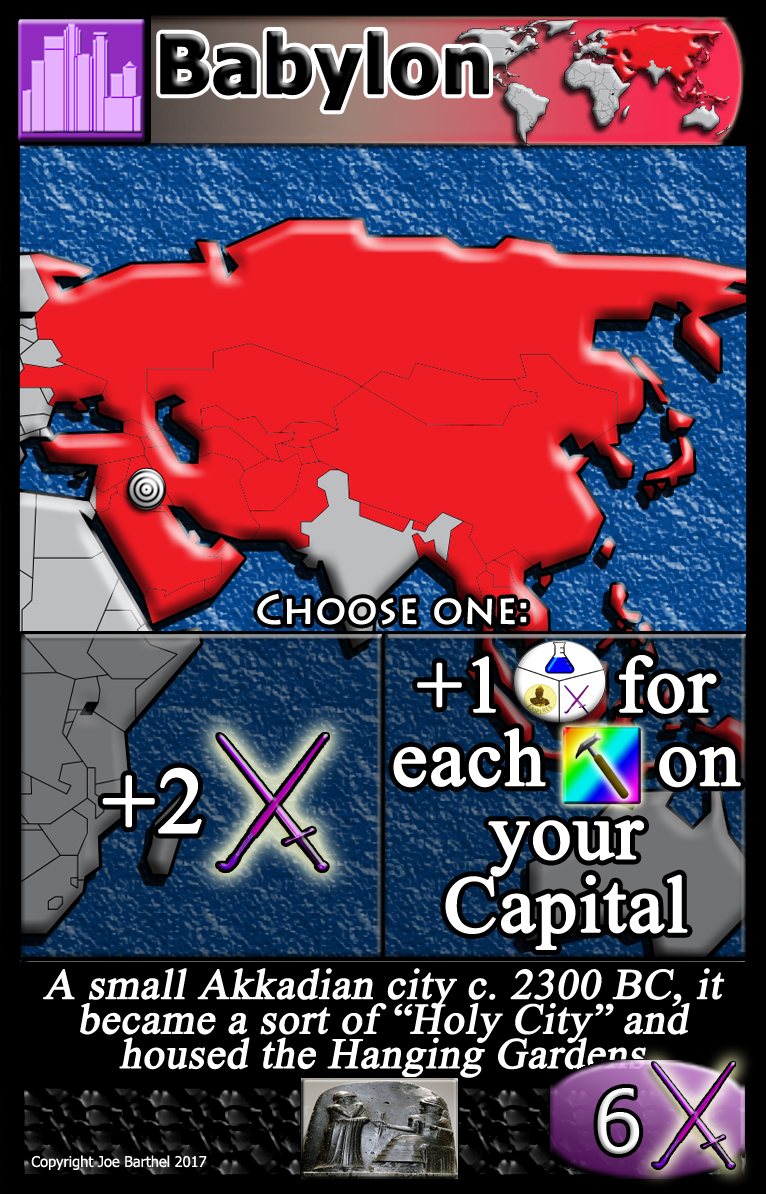 Babylon
CHOOSE ONE:
+2
+1 for
each on
your
Capital
A small Akkadian city c. 2300 BC, it
became a sort of “Holy City” and
housed the Hanging Gardens
6
Copyright Joe Barthel 2017